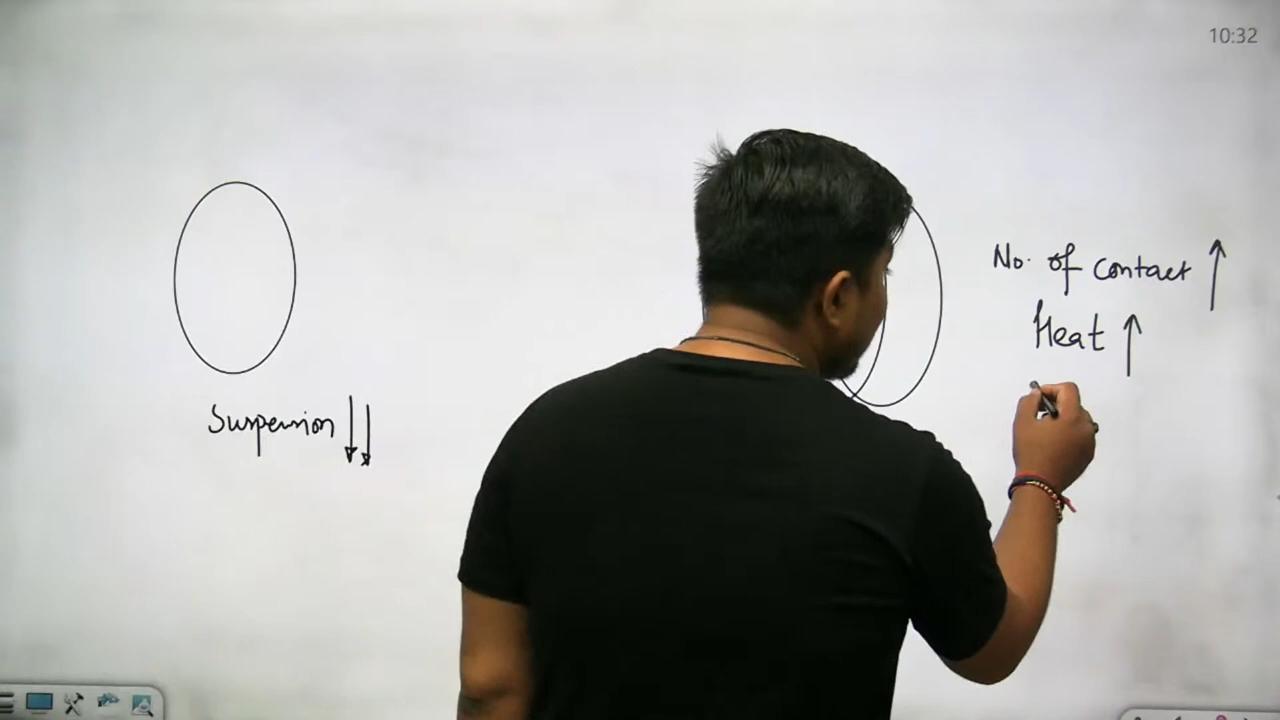 10:32
No. of contact ↑
Heat ↑
Suspension ↓↓